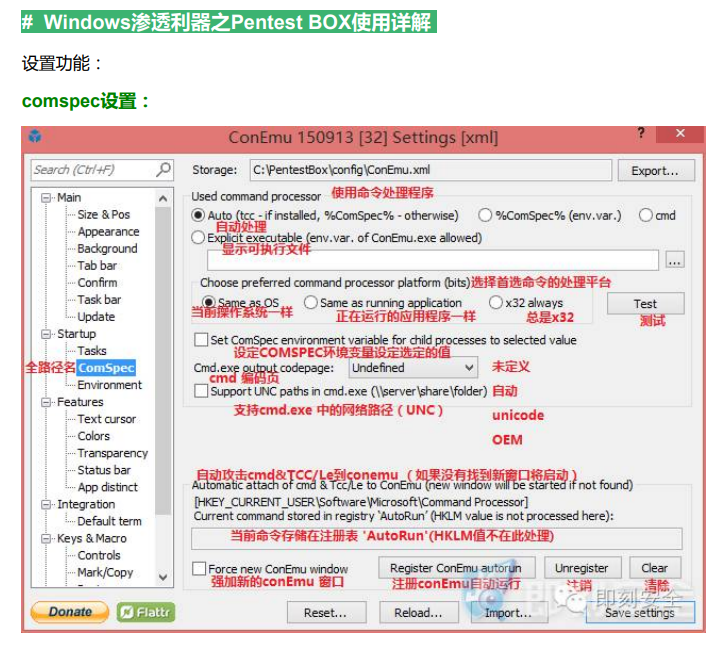 # Windows渗透利器之Pentest BOX使用详解
设置功能：
comspec设置：
ConEmu 150913 [32] Settings [xml]
? ×
Search (Ctrl+F)
Storage: C:\PentestBox\config\ConEmu.xml Export...
Main
Size & Pos
Appearance
Background
Tab bar
Confirm
Task bar
Update
Startup
Tasks
全路径名 ComSpec
Environment
Features
Text cursor
Colors
Transparency
Status bar
App distinct
Integration
Default term
Keys & Macro
Controls
Mark/Copy
Used command processor 使用命令处理程序
Auto (tcc - if installed, %ComSpec% - otherwise) %ComSpec% (env.var.) cmd
自动处理
Explicit executable (env.var. of ConEmu.exe allowed)
显示可执行文件
...
Choose preferred command processor platform (bits)选择首选命令的处理平台
Same as OS Same as running application x32 always Test
当前操作系统一样 正在运行的应用程序一样 总是x32 测试
Set ComSpec environment variable for child processes to selected value
设定COMSPEC环境变量设定选定的值
Cmd.exe output codepage: Undefined 未定义
cmd 编码页
Support UNC paths in cmd.exe (\\server\share\folder) 自动
支持cmd.exe 中的网络路径（UNC）
unicode
OEM
自动攻击cmd&TCC/Le到conemu （如果没有找到新窗口将启动）
Automatic attach of cmd & Tcc/Le to ConEmu (new window will be started if not found)
[HKEY_CURRENT_USER\Software\Microsoft\Command Processor]
Current command stored in registry 'AutoRun' (HKLM value is not processed here):
当前命令存储在注册表 'AutoRun'(HKLM值不在此处理)
Force new ConEmu window Register ConEmu autorun Unregister Clear
强加新的conEmu 窗口 注册conEmu自动运行 注销 清除
Donate Flattr Reset... Reload... Import... Save settings
即刻安全